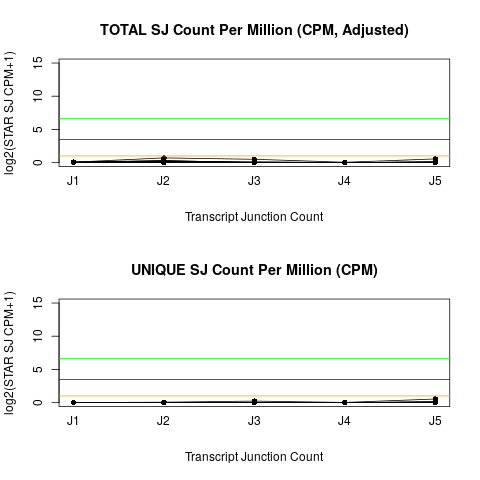 TOTAL SJ Count Per Million (CPM, Adjusted)
log2(STAR SJ CPM+1)
15
10
5
0
J1 J2 J3 J4 J5
Transcript Junction Count
UNIQUE SJ Count Per Million (CPM)
log2(STAR SJ CPM+1)
15
10
5
0
J1 J2 J3 J4 J5
Transcript Junction Count